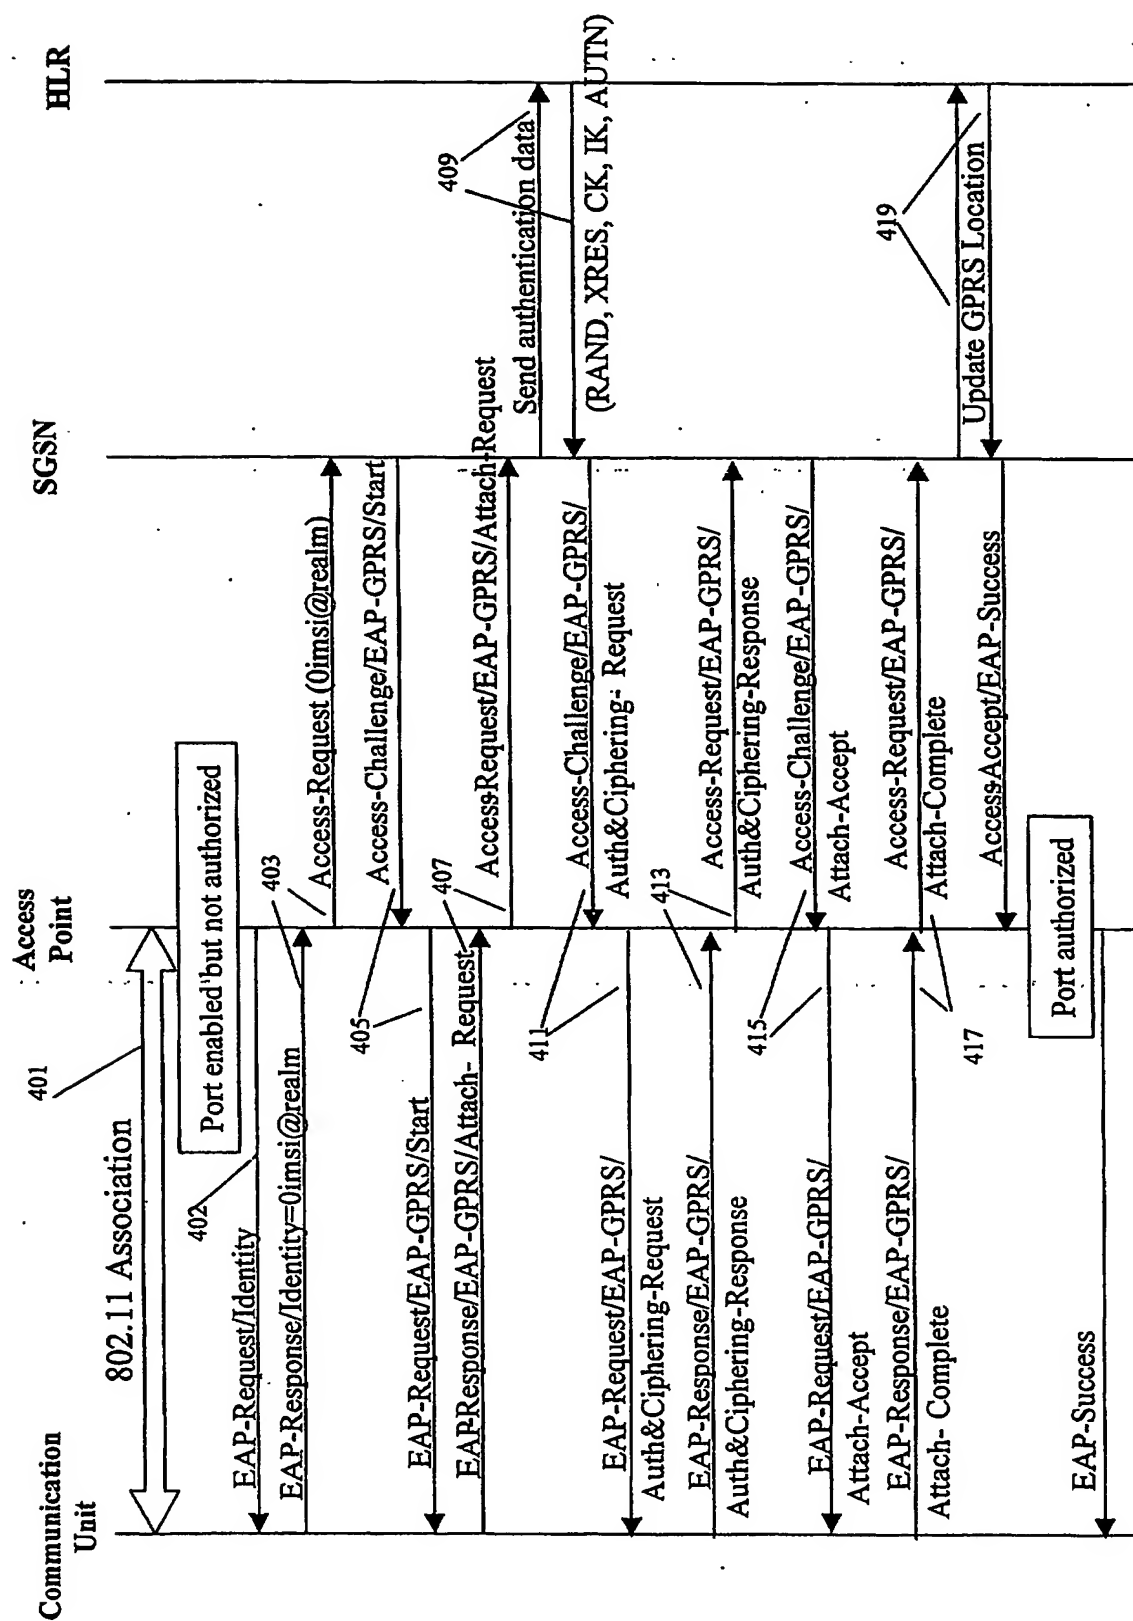 Communication
Unit
Access
Point
SGSN
HLR
401
802.11 Association
Port enabled but not authorized
402
EAP-Request/Identity
403
EAP-Response/Identity=0imsi@realm
Access-Request (0imsi@realm)
Access-Challenge/EAP-GPRS/Start
405
EAP-Request/EAP-GPRS/Start
407
EAP-Response/EAP-GPRS/Attach- Request
Access-Request/EAP-GPRS/Attach-Request
409
Send authentication data
(RAND, XRES, CK, IK, AUTN)
Access-Challenge/EAP-GPRS/
Auth&Ciphering- Request
411
EAP-Request/EAP-GPRS/
Auth&Ciphering-Request
413
EAP-Response/EAP-GPRS/
Auth&Ciphering-Response
Access-Request/EAP-GPRS/
Auth&Ciphering-Response
Access-Challenge/EAP-GPRS/
Attach-Accept
415
EAP-Request/EAP-GPRS/
Attach-Accept
EAP-Response/EAP-GPRS/
Attach- Complete
417
Access-Request/EAP-GPRS/
Attach-Complete
419
Update GPRS Location
Access-Accept/EAP-Success
Port authorized
EAP-Success